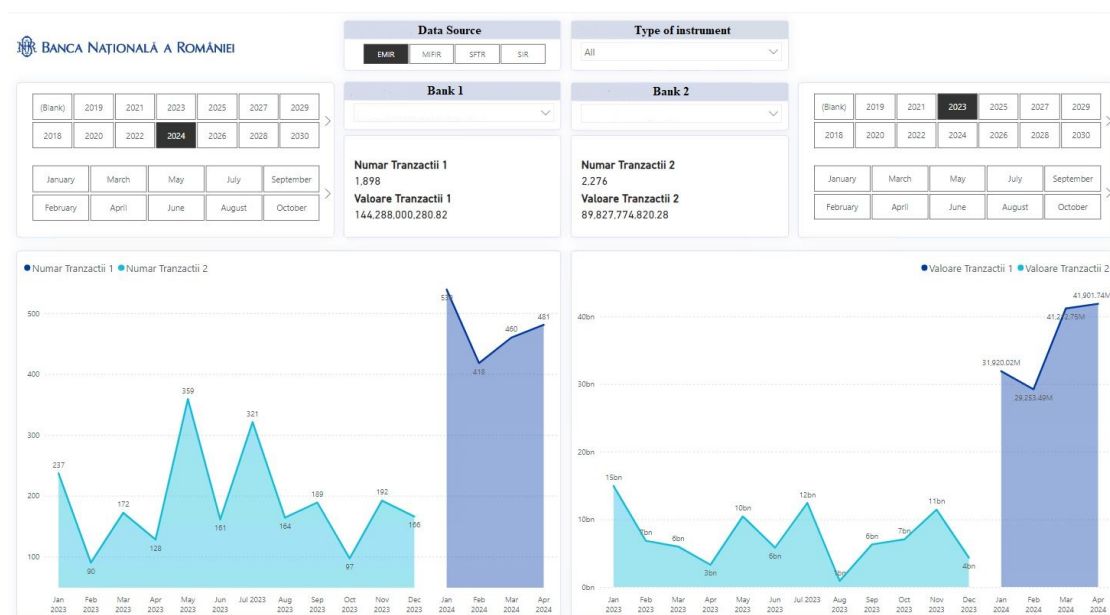 BANCA NAȚIONALĂ A ROMÂNIEI
Data Source
EMIR MIFIR SFTR SIR
Type of instrument
All
(Blank) 2019 2021 2023 2025 2027 2029
2018 2020 2022 2024 2026 2028 2030
January March May July September
February April June August October
Bank 1
Numar Tranzactii 1
1,898
Valoare Tranzactii 1
144,288,000,280.82
Bank 2
Numar Tranzactii 2
2,276
Valoare Tranzactii 2
89,827,774,820.28
(Blank) 2019 2021 2023 2025 2027 2029
2018 2020 2022 2024 2026 2028 2030
January March May July September
February April June August October
Numar Tranzactii 1 Numar Tranzactii 2
500
400
300
200
100
237
90
172
128
359
161
321
164
189
97
192
166
418
460
481
Jan Feb Mar Apr May Jun Jul 2023 Aug Sep Oct Nov Dec Jan Feb Mar Apr
2023 2023 2023 2023 2023 2023 2023 2023 2023 2023 2023 2024 2024 2024 2024
Valoare Tranzactii 1 Valoare Tranzactii 2
40bn
30bn
20bn
10bn
0bn
15bn
7bn
6bn
3bn
10bn
6bn
12bn
1bn
6bn
7bn
11bn
4bn
31,920.02M
29,253.49M
41,901.74M
Jan Feb Mar Apr May Jun Jul 2023 Aug Sep Oct Nov Dec Jan Feb Mar Apr
2023 2023 2023 2023 2023 2023 2023 2023 2023 2023 2023 2024 2024 2024 2024